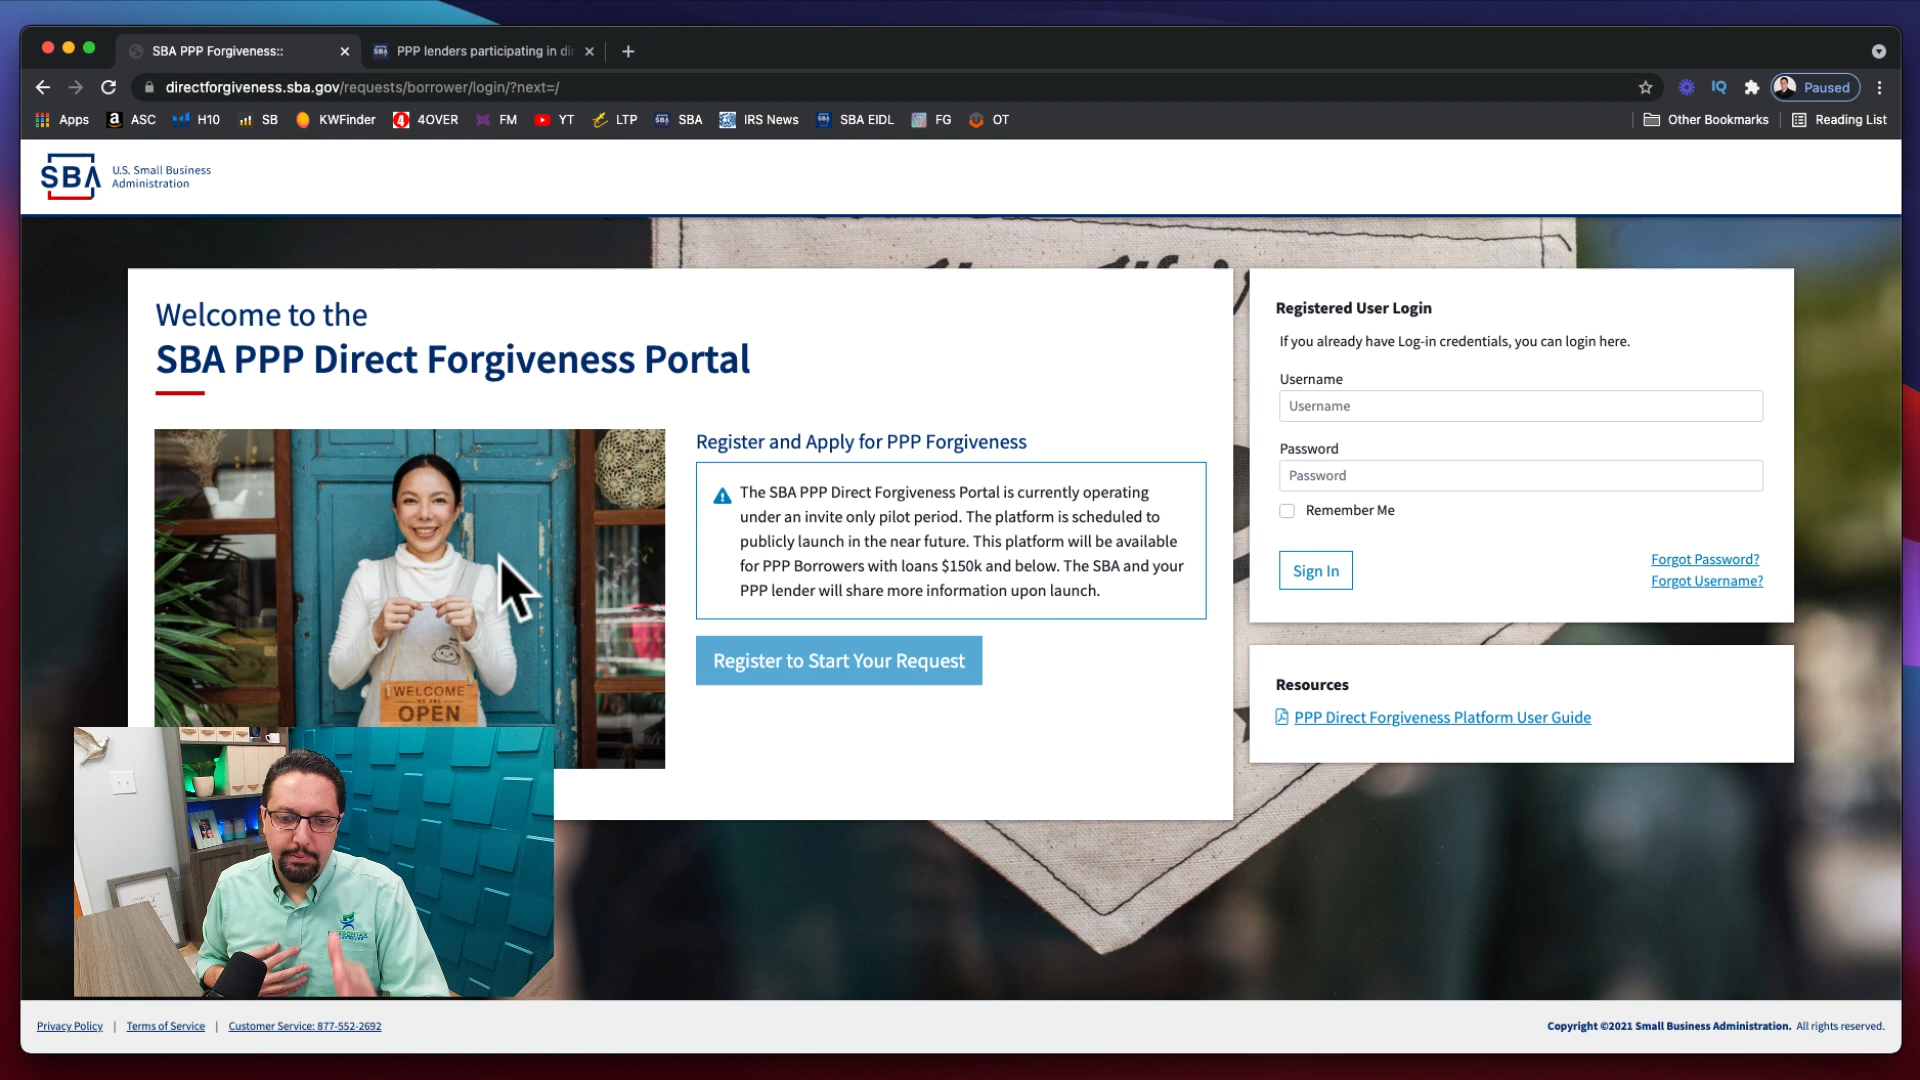 SBA PPP Forgiveness::
PPP lenders participating in di
directforgiveness.sba.gov/requests/borrower/login/?next=/
IQ
Paused
Apps
ASC
H10
SB
KWFinder
4OVER
FM
YT
LTP
SBA
IRS News
SBA EIDL
FG
OT
Other Bookmarks
Reading List
SBA
U.S. Small Business
Administration
Welcome to the
SBA PPP Direct Forgiveness Portal
Register and Apply for PPP Forgiveness
The SBA PPP Direct Forgiveness Portal is currently operating
under an invite only pilot period. The platform is scheduled to
publicly launch in the near future. This platform will be available
for PPP Borrowers with loans $150k and below. The SBA and your
PPP lender will share more information upon launch.
Register to Start Your Request
WELCOME
WE ARE
OPEN
Registered User Login
If you already have Log-in credentials, you can login here.
Username
Username
Password
Password
Remember Me
Sign In
Forgot Password?
Forgot Username?
Resources
PPP Direct Forgiveness Platform User Guide
Privacy Policy | Terms of Service | Customer Service: 877-552-2692
Copyright ©2021 Small Business Administration. All rights reserved.